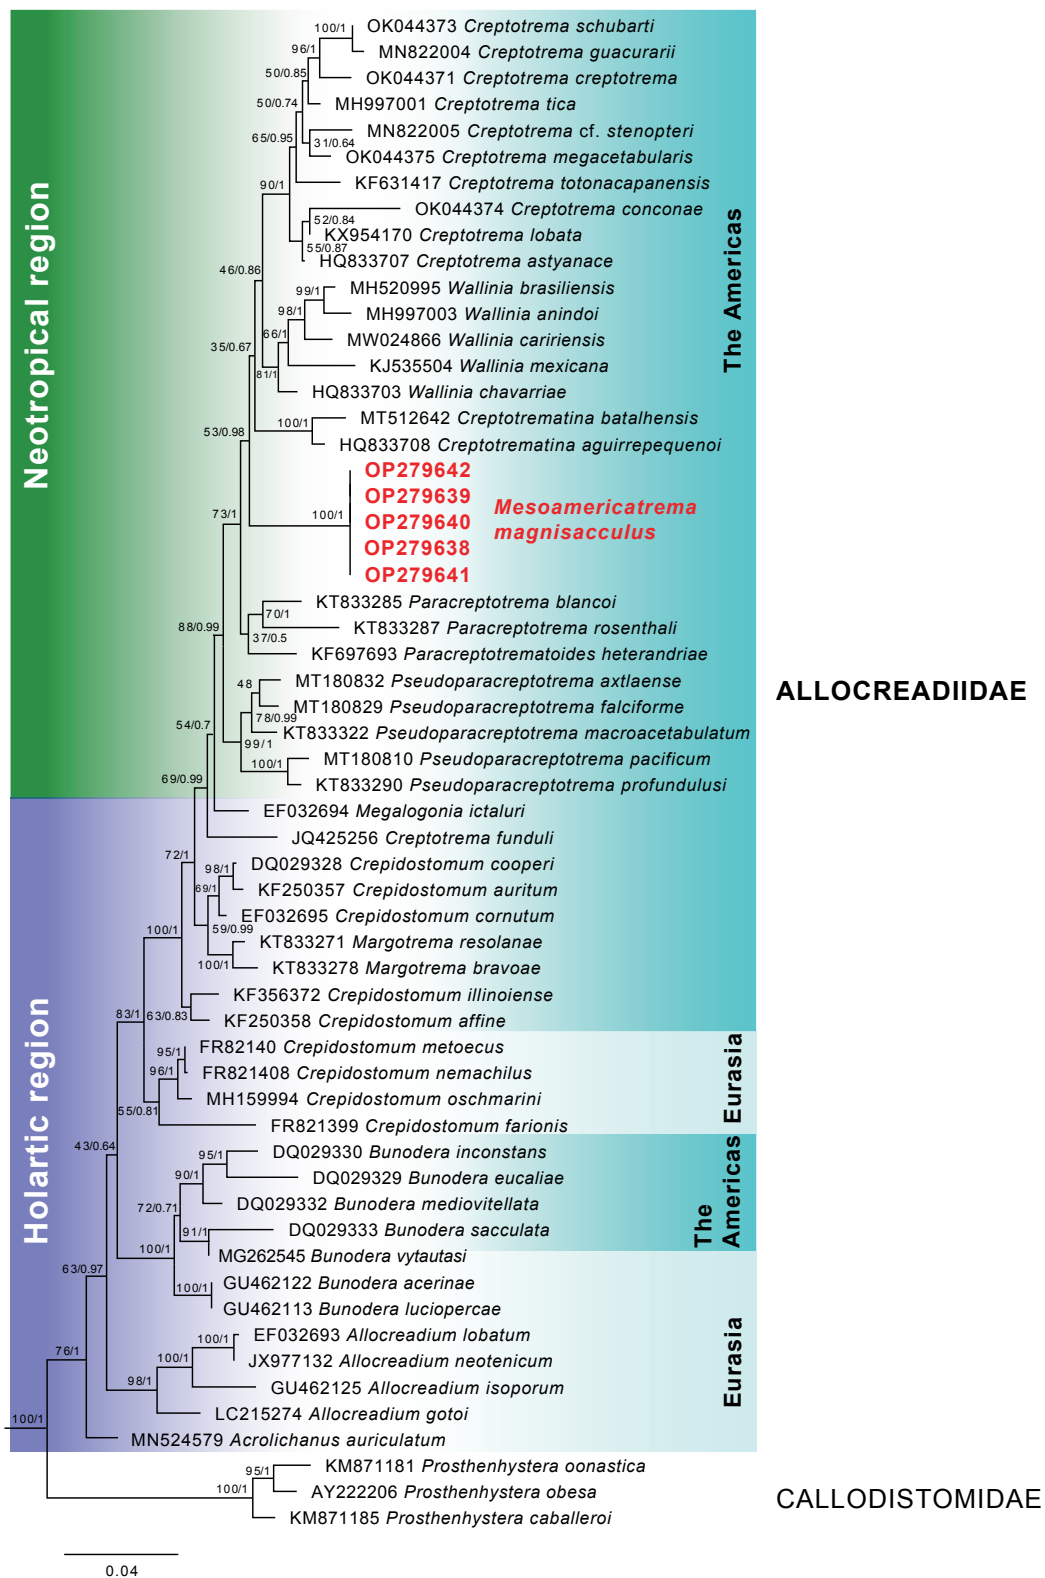 100/1
OK044373 Creptotrema schubarti
96/1
MN822004 Creptotrema guacurarii
50/0.85
OK044371 Creptotrema creptotrema
50/0.74
MH997001 Creptotrema tica
65/0.95
MN822005 Creptotrema cf. stenopteri
31/0.64
OK044375 Creptotrema megacetabularis
90/1
KF631417 Creptotrema totonacapanensis
OK044374 Creptotrema conconae
52/0.84
KX954170 Creptotrema lobata
55/0.87
HQ833707 Creptotrema astyanace
46/0.86
MH520995 Wallinia brasiliensis
99/1
MH997003 Wallinia anindoi
98/1
MW024866 Wallinia caririensis
66/1
35/0.67
KJ535504 Wallinia mexicana
81/1
HQ833703 Wallinia chavarriae
MT512642 Creptotrematina batalhensis
100/1
53/0.98
HQ833708 Creptotrematina aguirrepequenoi
OP279642
OP279639
OP279640
OP279638
OP279641
100/1
Mesoamericatrema
magnisacculus
73/1
KT833285 Paracreptotrema blancoi
70/1
KT833287 Paracreptotrema rosenthali
88/0.99
37/0.5
KF697693 Paracreptotrematoides heterandriae
MT180832 Pseudoparacreptotrema axtlaense
48
MT180829 Pseudoparacreptotrema falciforme
78/0.99
54/0.7
KT833322 Pseudoparacreptotrema macroacetabulatum
99/1
MT180810 Pseudoparacreptotrema pacificum
100/1
69/0.99
KT833290 Pseudoparacreptotrema profundulusi
EF032694 Megalogonia ictaluri
JQ425256 Creptotrema funduli
72/1
DQ029328 Crepidostomum cooperi
98/1
KF250357 Crepidostomum auritum
69/1
EF032695 Crepidostomum cornutum
59/0.99
100/1
KT833271 Margotrema resolanae
100/1
KT833278 Margotrema bravoae
KF356372 Crepidostomum illinoiense
83/1
63/0.83
KF250358 Crepidostomum affine
FR82140 Crepidostomum metoecus
95/1
FR821408 Crepidostomum nemachilus
96/1
MH159994 Crepidostomum oschmarini
55/0.81
FR821399 Crepidostomum farionis
43/0.64
DQ029330 Bunodera inconstans
95/1
DQ029329 Bunodera eucaliae
90/1
DQ029332 Bunodera mediovitellata
72/0.71
DQ029333 Bunodera sacculata
91/1
100/1
MG262545 Bunodera vytautasi
63/0.97
GU462122 Bunodera acerinae
100/1
GU462113 Bunodera luciopercae
EF032693 Allocreadium lobatum
100/1
76/1
100/1
JX977132 Allocreadium neotenicum
98/1
GU462125 Allocreadium isoporum
LC215274 Allocreadium gotoi
100/1
MN524579 Acrolichanus auriculatum
KM871181 Prosthenhystera oonastica
95/1
100/1
AY222206 Prosthenhystera obesa
KM871185 Prosthenhystera caballeroi
0.04
Neotropical region
Holartic region
The Americas
Eurasia
The
Americas
Eurasia
ALLOCREADIIDAE
CALLODISTOMIDAE